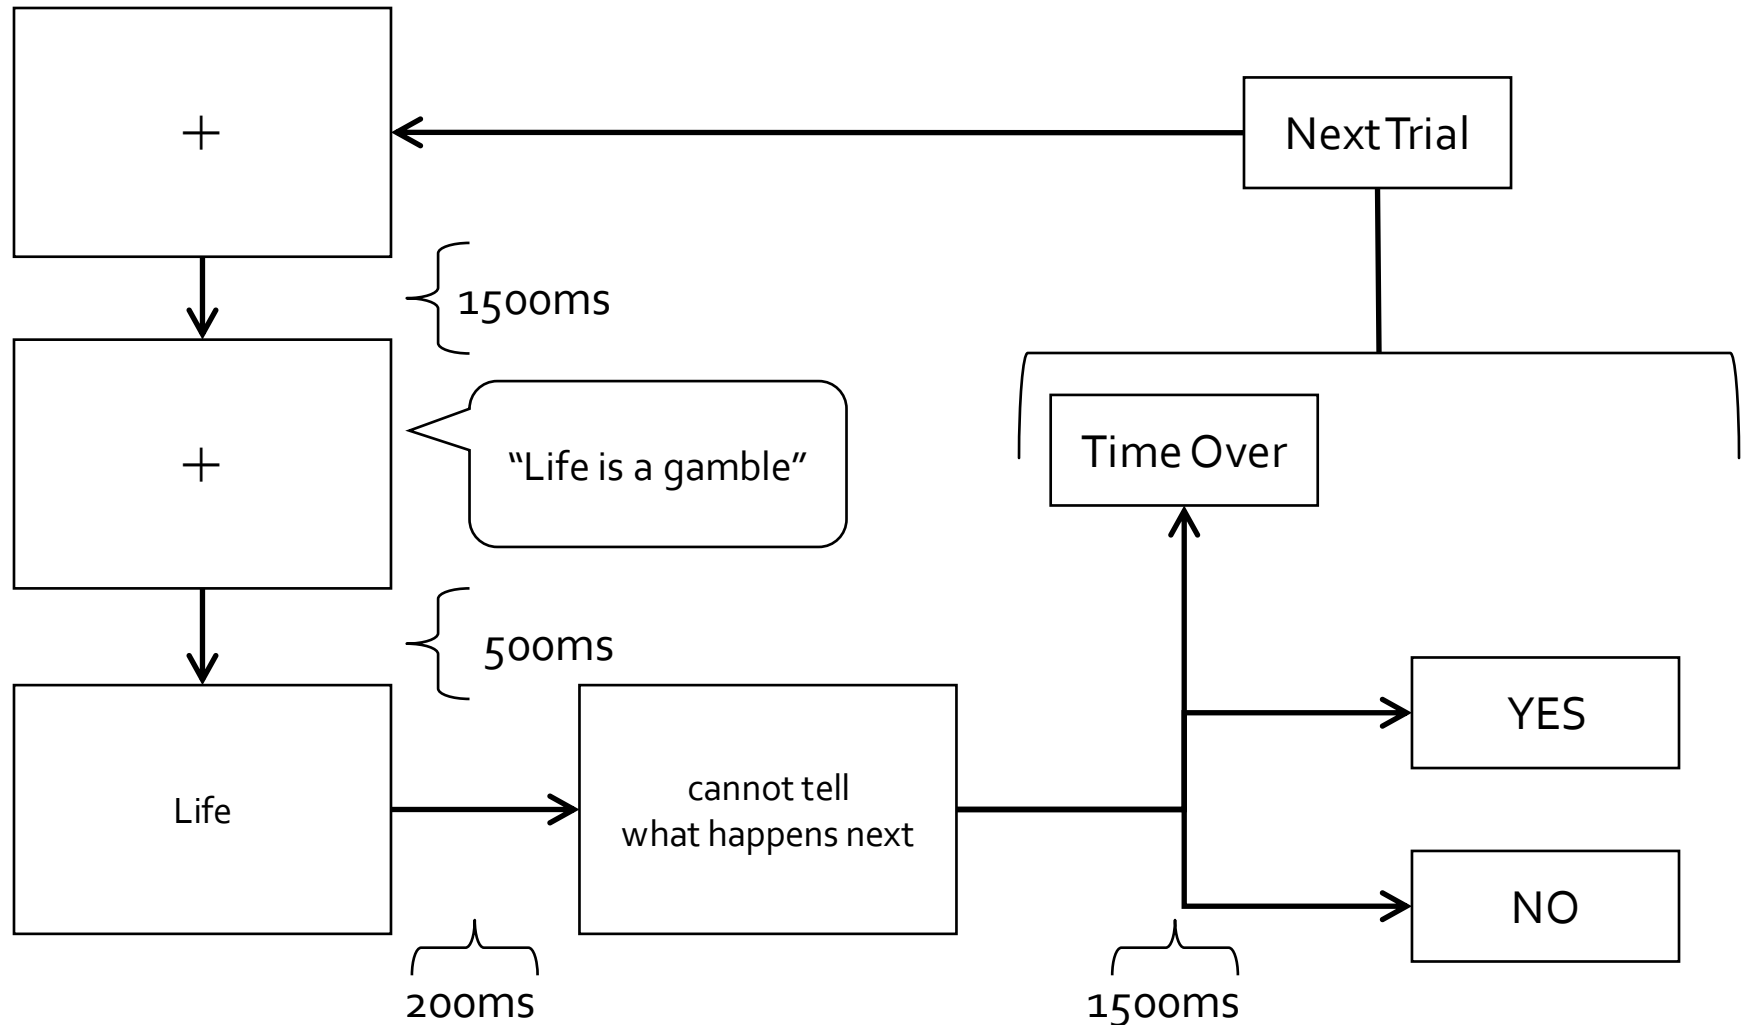 +
Next Trial
1500ms
+
“Life is a gamble”
Time Over
500ms
YES
Life
cannot tell
what happens next
NO
200ms
1500ms